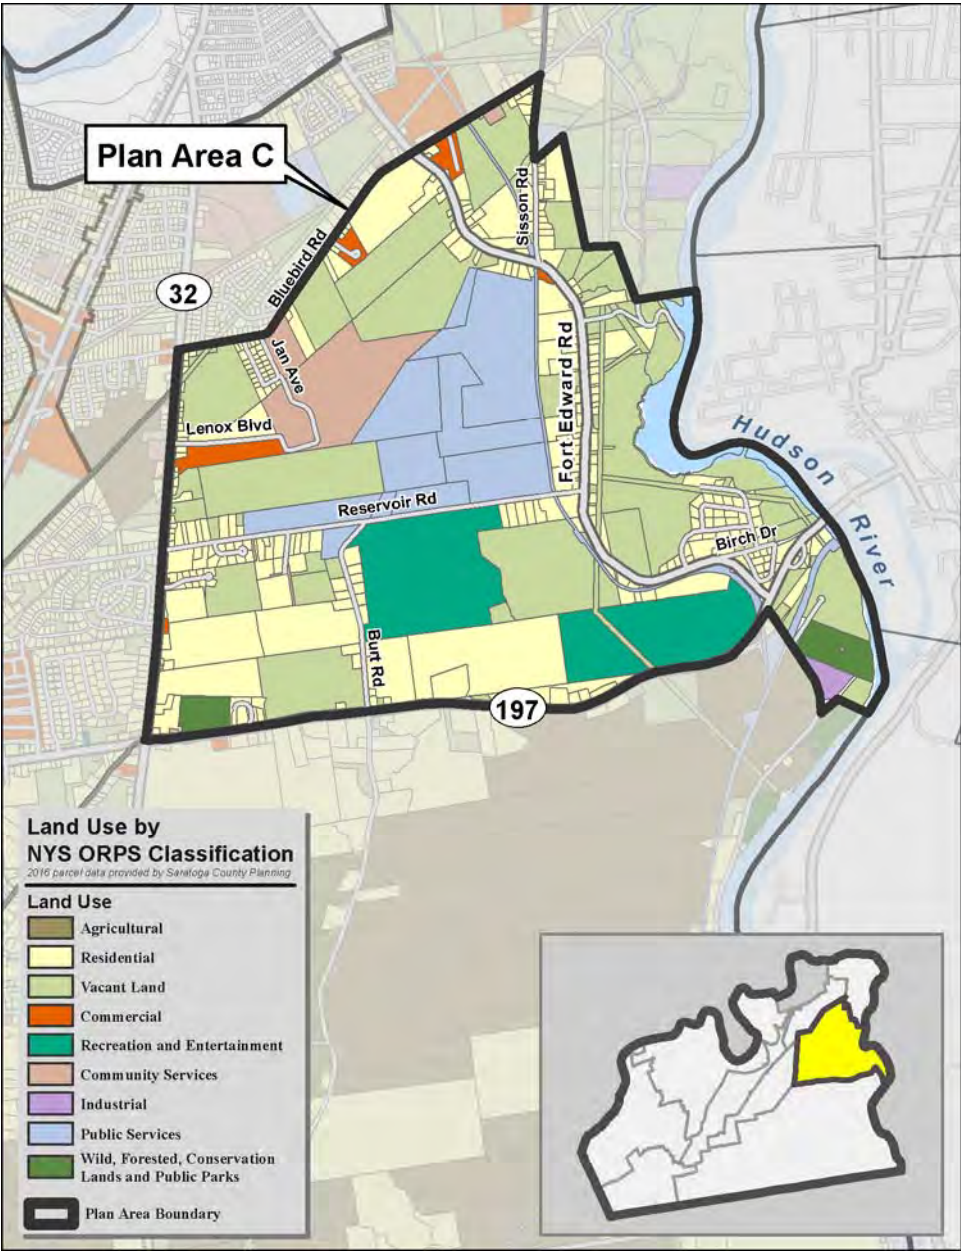 Plan Area C
Sisson Rd
Bluebird Rd
32
Jan Ave
Fort Edward Rd
Lenox Blvd
Hudson
River
Reservoir Rd
Birch Dr
Burt Rd
197
Land Use by
NYS ORPS Classification
2016 parcel data provided by Saratoga County Planning
Land Use
Agricultural
Residential
Vacant Land
Commercial
Recreation and Entertainment
Community Services
Industrial
Public Services
Wild, Forested, Conservation
Lands and Public Parks
Plan Area Boundary